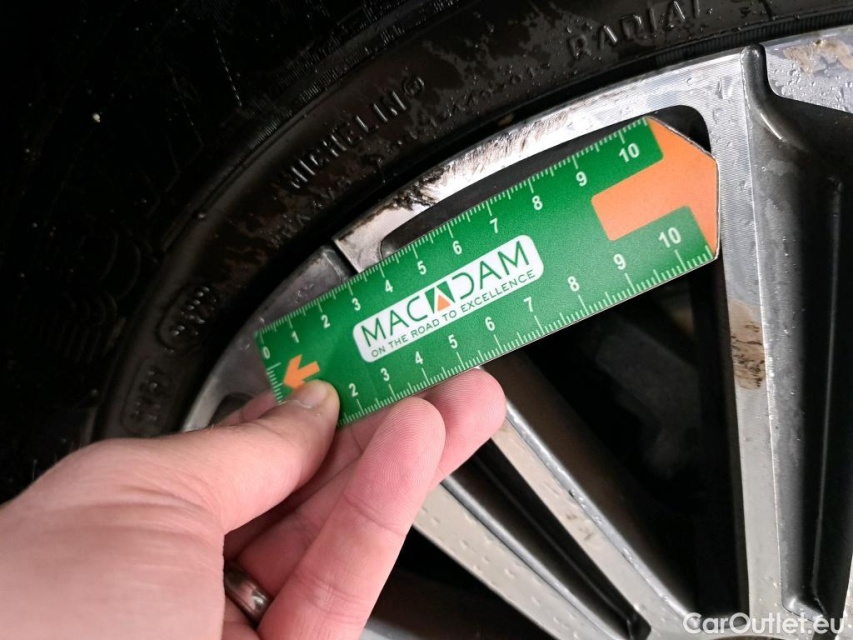 RADIAL
MICHELIN®
0 1 2 3 4 5 6 7 8 9 10
MACADAM
ON THE ROAD TO EXCELLENCE
2 3 4 5 6 7 8 9 10
CarOutlet.eu